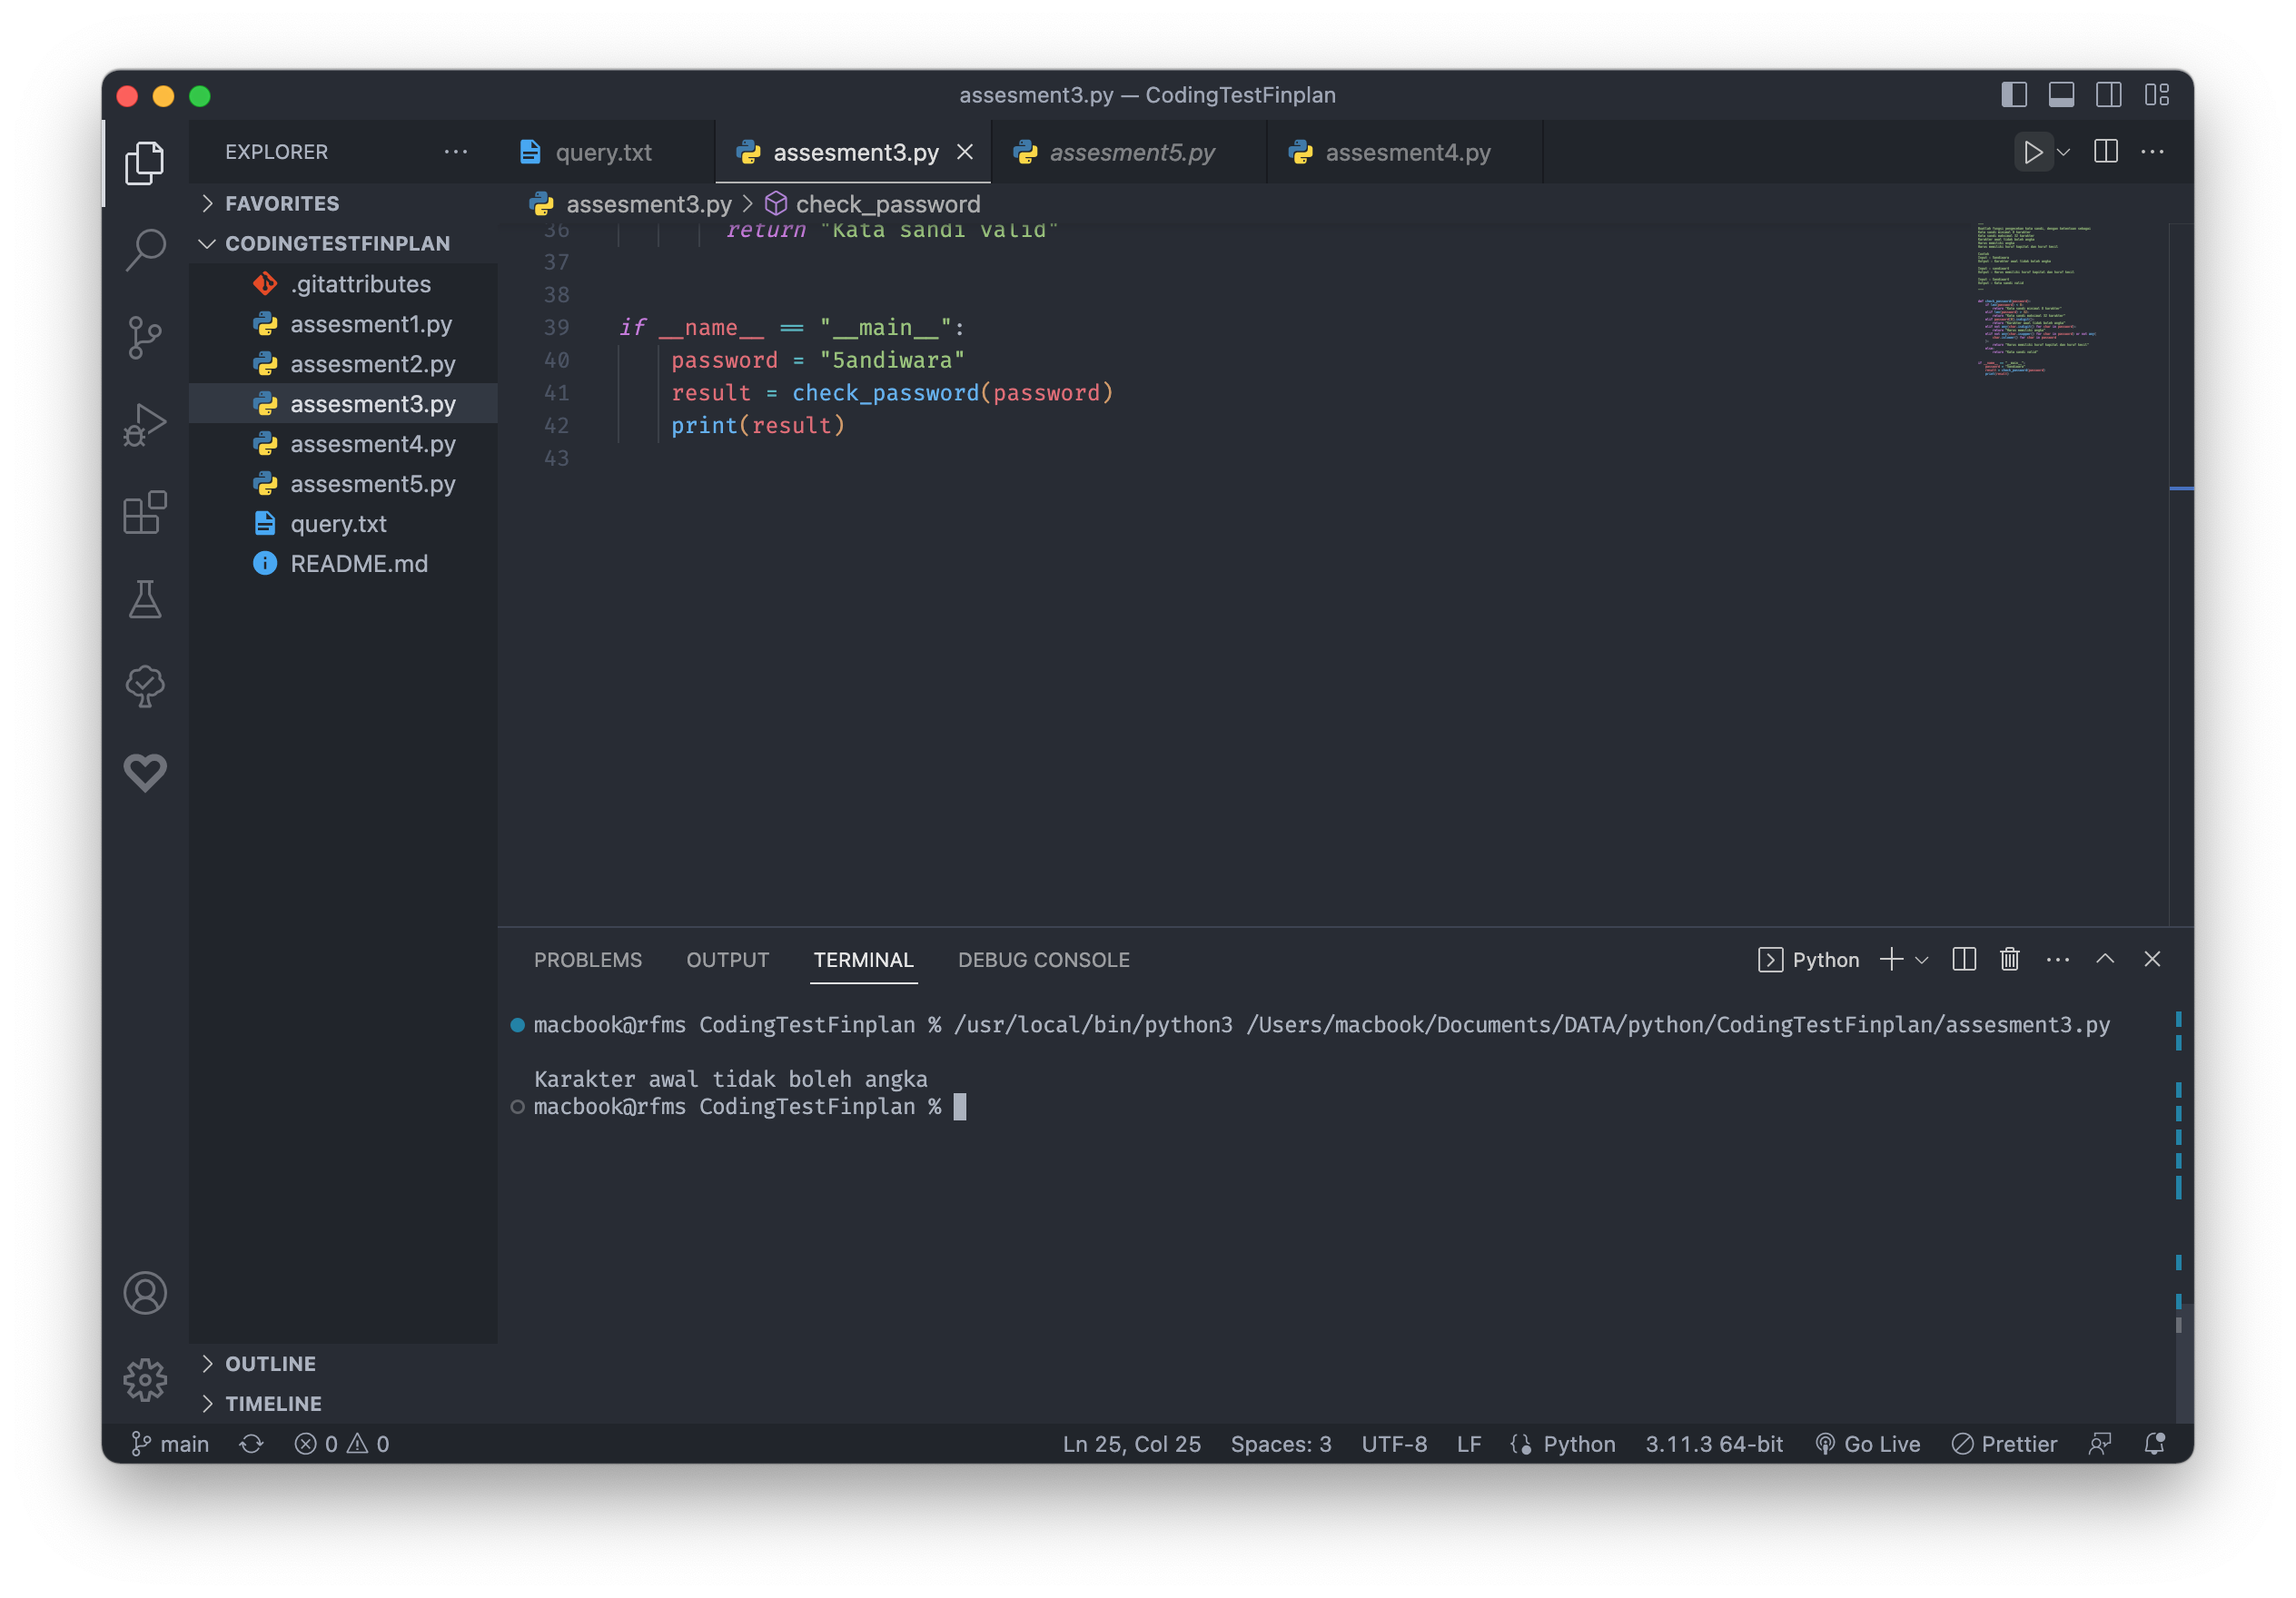 assesment3.py — CodingTestFinplan
EXPLORER
query.txt
assesment3.py
assesment5.py
assesment4.py
FAVORITES
CODINGTESTFINPLAN
.gitattributes
assesment1.py
assesment2.py
assesment3.py
assesment4.py
assesment5.py
query.txt
README.md
OUTLINE
TIMELINE
assesment3.py > check_password
36 return "Kata sandi valid"
37
38
39 if __name__ == "__main__":
40 password = "5andiwara"
41 result = check_password(password)
42 print(result)
43
PROBLEMS OUTPUT TERMINAL DEBUG CONSOLE
Python
macbook@rfms CodingTestFinplan % /usr/local/bin/python3 /Users/macbook/Documents/DATA/python/CodingTestFinplan/assesment3.py
Karakter awal tidak boleh angka
macbook@rfms CodingTestFinplan %
main 0 0 Ln 25, Col 25 Spaces: 3 UTF-8 LF Python 3.11.3 64-bit Go Live Prettier